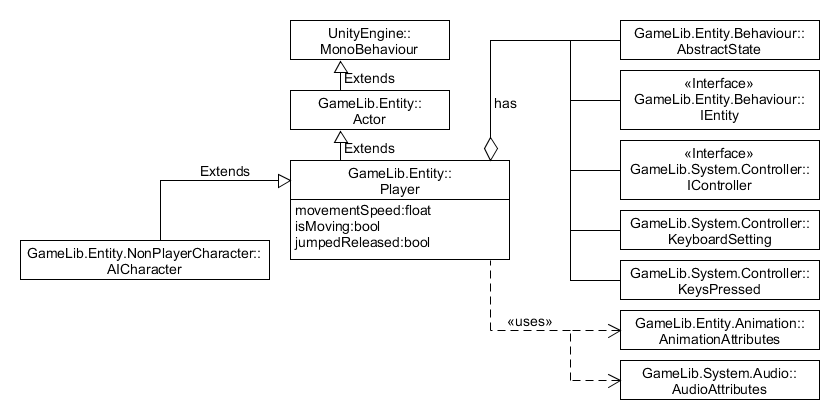 UnityEngine::
MonoBehaviour
Extends
GameLib.Entity::
Actor
Extends
GameLib.Entity::
Player
movementSpeed:float
isMoving:bool
jumpedReleased:bool
Extends
GameLib.Entity.NonPlayerCharacter::
AICharacter
has
GameLib.Entity.Behaviour::
AbstractState
«Interface»
GameLib.Entity.Behaviour::
IEntity
«Interface»
GameLib.System.Controller::
IController
GameLib.System.Controller::
KeyboardSetting
GameLib.System.Controller::
KeysPressed
«uses»
GameLib.Entity.Animation::
AnimationAttributes
GameLib.System.Audio::
AudioAttributes